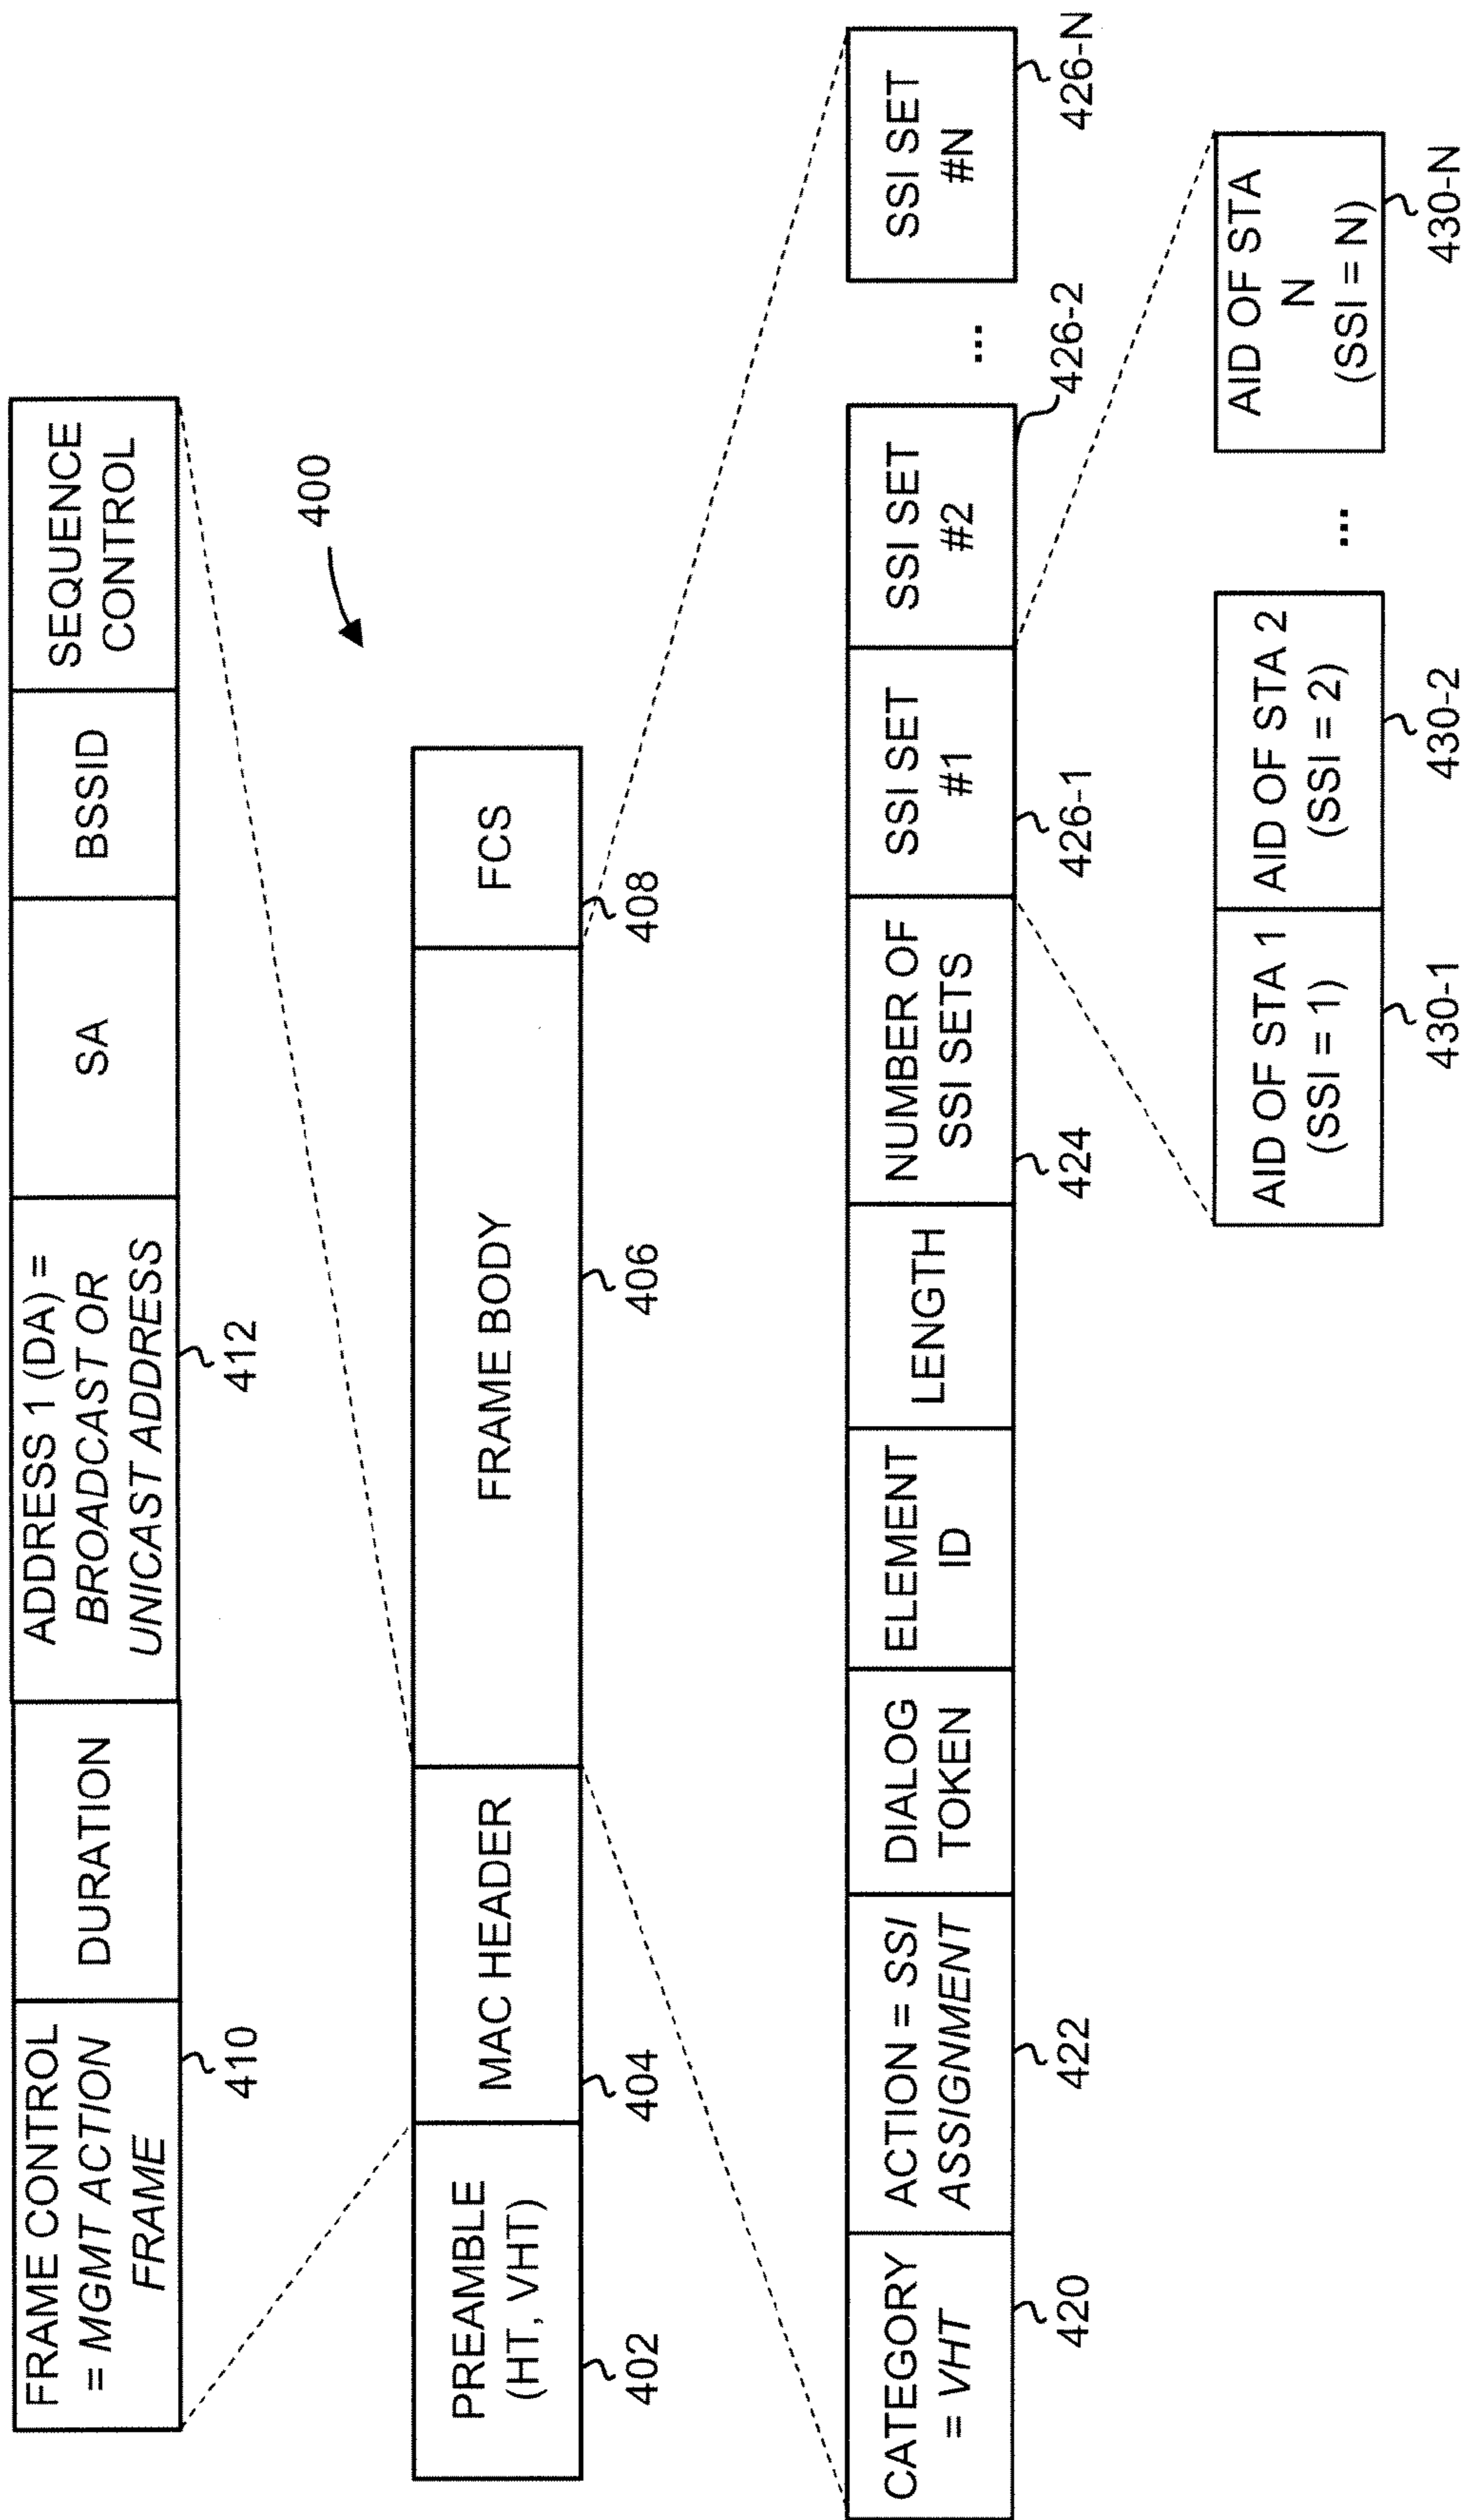 FRAME CONTROL
= MGMT ACTION
FRAME
DURATION
ADDRESS 1 (DA) =
BROADCAST OR
UNICAST ADDRESS
SA
BSSID
SEQUENCE
CONTROL
410
412
400
PREAMBLE
(HT, VHT)
MAC HEADER
FRAME BODY
FCS
402
404
406
408
CATEGORY
= VHT
ACTION = SSI
ASSIGNMENT
DIALOG
TOKEN
ELEMENT
ID
LENGTH
NUMBER OF
SSI SETS
SSI SET
#1
SSI SET
#2
...
SSI SET
#N
420
422
424
426-1
426-2
426-N
AID OF STA 1
(SSI = 1)
AID OF STA 2
(SSI = 2)
...
AID OF STA
N
(SSI = N)
430-1
430-2
430-N